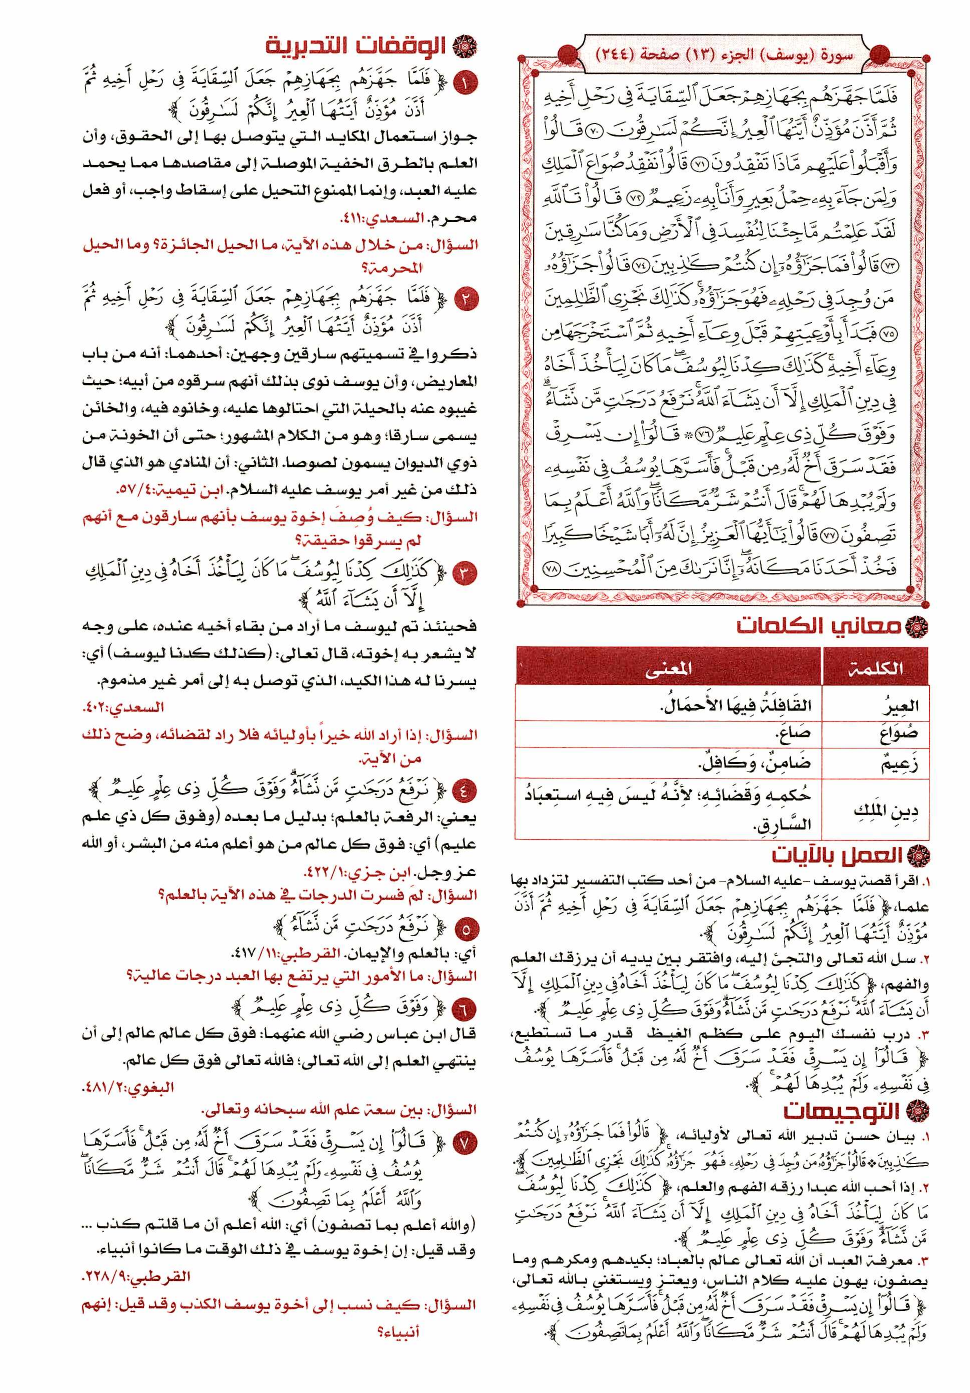 سورة (يوسف) الجزء (١٣) صفحة (٢٤٤)
فَلَمَّا جَهَّزَهُم بِجَهَازِهِمْ جَعَلَ ٱلسِّقَايَةَ فِى رَحْلِ أَخِيهِ
ثُمَّ أَذَّنَ مُؤَذِّنٌ أَيَّتُهَا ٱلْعِيرُ إِنَّكُمْ لَسَٰرِقُونَ ٧٠ قَالُوا۟
وَأَقْبَلُوا۟ عَلَيْهِم مَّاذَا تَفْقِدُونَ ٧١ قَالُوا۟ نَفْقِدُ صُوَاعَ ٱلْمَلِكِ
وَلِمَن جَآءَ بِهِۦ حِمْلُ بَعِيرٍ وَأَنَا۠ بِهِۦ زَعِيمٌ ٧٢ قَالُوا۟ تَٱللَّهِ
لَقَدْ عَلِمْتُم مَّا جِئْنَا لِنُفْسِدَ فِى ٱلْأَرْضِ وَمَا كُنَّا سَٰرِقِينَ
٧٣ قَالُوا۟ فَمَا جَزَٰٓؤُهُۥٓ إِن كُنتُمْ كَٰذِبِينَ ٧٤ قَالُوا۟ جَزَٰٓؤُهُۥ
مَن وُجِدَ فِى رَحْلِهِۦ فَهُوَ جَزَٰٓؤُهُۥ كَذَٰلِكَ نَجْزِى ٱلظَّٰلِمِينَ
٧٥ فَبَدَأَ بِأَوْعِيَتِهِمْ قَبْلَ وِعَآءِ أَخِيهِ ثُمَّ ٱسْتَخْرَجَهَا مِن
وِعَآءِ أَخِيهِ كَذَٰلِكَ كِدْنَا لِيُوسُفَ مَا كَانَ لِيَأْخُذَ أَخَاهُ
فِى دِينِ ٱلْمَلِكِ إِلَّآ أَن يَشَآءَ ٱللَّهُ نَرْفَعُ دَرَجَٰتٍ مَّن نَّشَآءُ
وَفَوْقَ كُلِّ ذِى عِلْمٍ عَلِيمٌ ٧٦ ۞ قَالُوٓا۟ إِن يَسْرِقْ
فَقَدْ سَرَقَ أَخٌ لَّهُۥ مِن قَبْلُ فَأَسَرَّهَا يُوسُفُ فِى نَفْسِهِۦ
وَلَمْ يُبْدِهَا لَهُمْ قَالَ أَنتُمْ شَرٌّ مَّكَانًا وَٱللَّهُ أَعْلَمُ بِمَا
تَصِفُونَ ٧٧ قَالُوا۟ يَٰٓأَيُّهَا ٱلْعَزِيزُ إِنَّ لَهُۥٓ أَبًا شَيْخًا كَبِيرًا
فَخُذْ أَحَدَنَا مَكَانَهُۥٓ إِنَّا نَرَىٰكَ مِنَ ٱلْمُحْسِنِينَ ٧٨
معاني الكلمات
الكلمة المعنى
العِيرُ القَافِلَةُ فِيهَا الأَحمَالُ.
صُوَاعَ صَاعَ.
زَعِيمٌ ضَامِنٌ، وَكَافِلٌ.
دِينِ المَلِكِ حُكمِهِ وَقَضَائِهِ؛ لأَنَّهُ لَيسَ فِيهِ استِعبَادُ
السَّارِقِ.
العمل بالآيات
١. اقرأ قصة يوسف -عليه السلام- من أحد كتب التفسير لتزداد بها
علما، ﴿ فَلَمَّا جَهَّزَهُم بِجَهَازِهِمْ جَعَلَ ٱلسِّقَايَةَ فِى رَحْلِ أَخِيهِ ثُمَّ أَذَّنَ
مُؤَذِّنٌ أَيَّتُهَا ٱلْعِيرُ إِنَّكُمْ لَسَٰرِقُونَ ﴾.
٢. سل الله تعالى والتجئ إليه، وافتقر بين يديه أن يرزقك العلم
والفهم، ﴿ كَذَٰلِكَ كِدْنَا لِيُوسُفَ مَا كَانَ لِيَأْخُذَ أَخَاهُ فِى دِينِ ٱلْمَلِكِ إِلَّآ
أَن يَشَآءَ ٱللَّهُ نَرْفَعُ دَرَجَٰتٍ مَّن نَّشَآءُ وَفَوْقَ كُلِّ ذِى عِلْمٍ عَلِيمٌ ﴾.
٣. درب نفسك اليوم على كظم الغيظ قدر ما تستطيع،
﴿ قَالُوٓا۟ إِن يَسْرِقْ فَقَدْ سَرَقَ أَخٌ لَّهُۥ مِن قَبْلُ فَأَسَرَّهَا يُوسُفُ
فِى نَفْسِهِۦ وَلَمْ يُبْدِهَا لَهُمْ ﴾.
التوجيهات
١. بيان حسن تدبير الله تعالى لأوليائه، ﴿ قَالُوا۟ فَمَا جَزَٰٓؤُهُۥٓ إِن كُنتُمْ
كَٰذِبِينَ ۞ قَالُوا۟ جَزَٰٓؤُهُۥ مَن وُجِدَ فِى رَحْلِهِۦ فَهُوَ جَزَٰٓؤُهُۥ كَذَٰلِكَ نَجْزِى ٱلظَّٰلِمِينَ ﴾.
٢. إذا أحب الله عبدا رزقه الفهم والعلم، ﴿ كَذَٰلِكَ كِدْنَا لِيُوسُفَ
مَا كَانَ لِيَأْخُذَ أَخَاهُ فِى دِينِ ٱلْمَلِكِ إِلَّآ أَن يَشَآءَ ٱللَّهُ نَرْفَعُ دَرَجَٰتٍ
مَّن نَّشَآءُ وَفَوْقَ كُلِّ ذِى عِلْمٍ عَلِيمٌ ﴾.
٣. معرفة العبد أن الله تعالى عالم بالعباد؛ بكيدهم ومكرهم وما
يصفون، يهون عليه كلام الناس، ويعتز ويستغني بالله تعالى،
﴿ قَالُوٓا۟ إِن يَسْرِقْ فَقَدْ سَرَقَ أَخٌ لَّهُۥ مِن قَبْلُ فَأَسَرَّهَا يُوسُفُ فِى نَفْسِهِۦ
وَلَمْ يُبْدِهَا لَهُمْ قَالَ أَنتُمْ شَرٌّ مَّكَانًا وَٱللَّهُ أَعْلَمُ بِمَا تَصِفُونَ ﴾.
الوقفات التدبرية
١ ﴿ فَلَمَّا جَهَّزَهُم بِجَهَازِهِمْ جَعَلَ ٱلسِّقَايَةَ فِى رَحْلِ أَخِيهِ ثُمَّ
أَذَّنَ مُؤَذِّنٌ أَيَّتُهَا ٱلْعِيرُ إِنَّكُمْ لَسَٰرِقُونَ ﴾
جواز استعمال المكايد التي يتوصل بها إلى الحقوق، وأن
العلم بالطرق الخفية الموصلة إلى مقاصدها مما يحمد
عليه العبد، وإنما الممنوع التحيل على إسقاط واجب، أو فعل
محرم. السعدي:٤١١.
السؤال: من خلال هذه الآية، ما الحيل الجائزة؟ وما الحيل
المحرمة؟
٢ ﴿ فَلَمَّا جَهَّزَهُم بِجَهَازِهِمْ جَعَلَ ٱلسِّقَايَةَ فِى رَحْلِ أَخِيهِ ثُمَّ
أَذَّنَ مُؤَذِّنٌ أَيَّتُهَا ٱلْعِيرُ إِنَّكُمْ لَسَٰرِقُونَ ﴾
ذكروا في تسميتهم سارقين وجهين: أحدهما: أنه من باب
المعاريض، وأن يوسف نوى بذلك أنهم سرقوه من أبيه؛ حيث
غيبوه عنه بالحيلة التي احتالوها عليه، وخانوه فيه، والخائن
يسمى سارقا؛ وهو من الكلام المشهور؛ حتى أن الخونة من
ذوي الديوان يسمون لصوصا. الثاني: أن المنادي هو الذي قال
ذلك من غير أمر يوسف عليه السلام. ابن تيمية:٥٧/٤.
السؤال: كيف وُصِفَ إخوة يوسف بأنهم سارقون مع أنهم
لم يسرقوا حقيقة؟
٣ ﴿ كَذَٰلِكَ كِدْنَا لِيُوسُفَ مَا كَانَ لِيَأْخُذَ أَخَاهُ فِى دِينِ ٱلْمَلِكِ
إِلَّآ أَن يَشَآءَ ٱللَّهُ ﴾
فحينئذ تم ليوسف ما أراد من بقاء أخيه عنده، على وجه
لا يشعر به إخوته، قال تعالى: (كذلك كدنا ليوسف) أي:
يسرنا له هذا الكيد، الذي توصل به إلى أمر غير مذموم.
السعدي:٤٠٢.
السؤال: إذا أراد الله خيراً بأوليائه فلا راد لقضائه، وضح ذلك
من الآية.
٤ ﴿ نَرْفَعُ دَرَجَٰتٍ مَّن نَّشَآءُ وَفَوْقَ كُلِّ ذِى عِلْمٍ عَلِيمٌ ﴾
يعني: الرفعة بالعلم؛ بدليل ما بعده (وفوق كل ذي علم
عليم) أي: فوق كل عالم من هو أعلم منه من البشر، أو الله
عز وجل. ابن جزي:٤٢٢/١.
السؤال: لمَ فسرت الدرجات في هذه الآية بالعلم؟
٥ ﴿ نَرْفَعُ دَرَجَٰتٍ مَّن نَّشَآءُ ﴾
أي: بالعلم والإيمان. القرطبي:٤١٧/١١.
السؤال: ما الأمور التي يرتفع بها العبد درجات عالية؟
٦ ﴿ وَفَوْقَ كُلِّ ذِى عِلْمٍ عَلِيمٌ ﴾
قال ابن عباس رضي الله عنهما: فوق كل عالم عالم إلى أن
ينتهي العلم إلى الله تعالى؛ فالله تعالى فوق كل عالم.
البغوي:٤٨١/٢.
السؤال: بين سعة علم الله سبحانه وتعالى.
٧ ﴿ قَالُوٓا۟ إِن يَسْرِقْ فَقَدْ سَرَقَ أَخٌ لَّهُۥ مِن قَبْلُ فَأَسَرَّهَا
يُوسُفُ فِى نَفْسِهِۦ وَلَمْ يُبْدِهَا لَهُمْ قَالَ أَنتُمْ شَرٌّ مَّكَانًا
وَٱللَّهُ أَعْلَمُ بِمَا تَصِفُونَ ﴾
(والله أعلم بما تصفون) أي: الله أعلم أن ما قلتم كذب ...
وقد قيل: إن إخوة يوسف في ذلك الوقت ما كانوا أنبياء.
القرطبي:٢٢٨/٩.
السؤال: كيف نسب إلى أخوة يوسف الكذب وقد قيل: إنهم
أنبياء؟